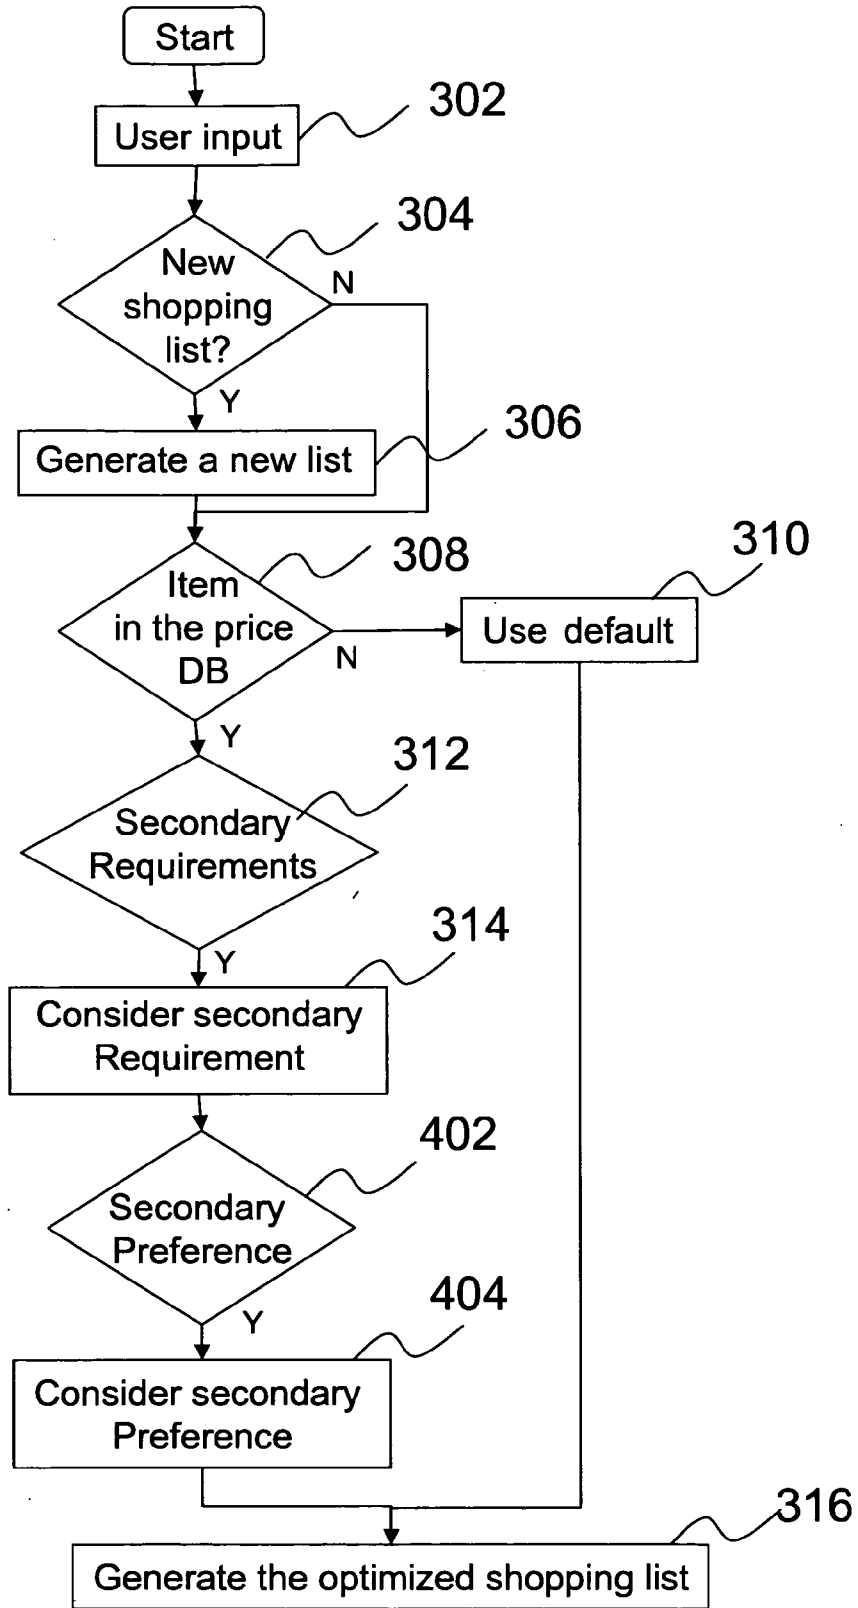 Start
302
User input
304
New
shopping
list?
N
Y
306
Generate a new list
308
Item
in the price
DB
N
310
Use default
Y
312
Secondary
Requirements
Y
314
Consider secondary
Requirement
402
Secondary
Preference
Y
404
Consider secondary
Preference
316
Generate the optimized shopping list